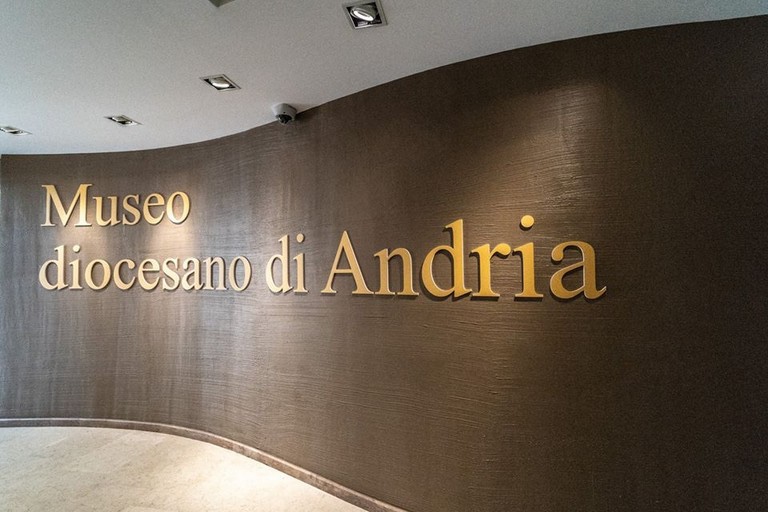 Museo
diocesano di Andria